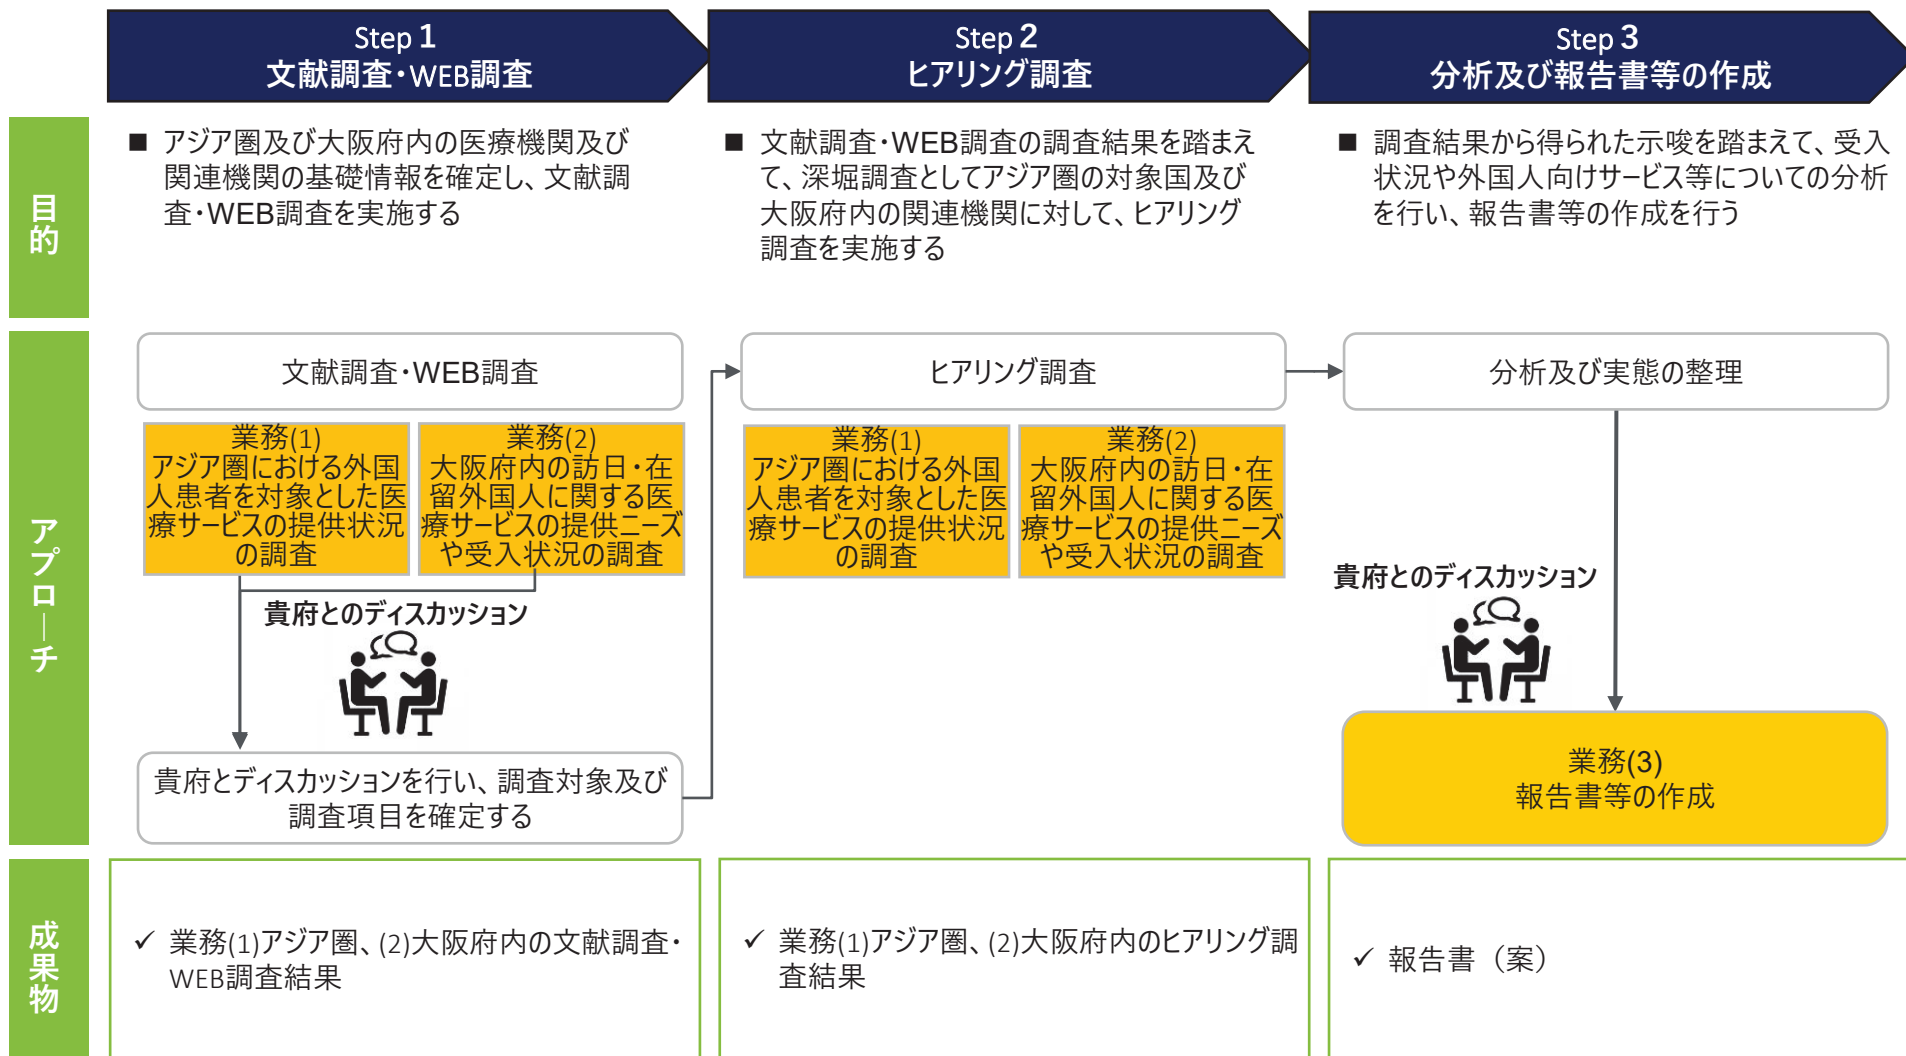 Step 1
文献調査・WEB調査
Step 2
ヒアリング調査
Step 3
分析及び報告書等の作成
目的
■ アジア圏及び大阪府内の医療機関及び
関連機関の基礎情報を確定し、文献調
査・WEB調査を実施する
■ 文献調査・WEB調査の調査結果を踏まえ
て、深堀調査としてアジア圏の対象国及び
大阪府内の関連機関に対して、ヒアリング
調査を実施する
■ 調査結果から得られた示唆を踏まえて、受入
状況や外国人向けサービス等についての分析
を行い、報告書等の作成を行う
アプローチ
文献調査・WEB調査
業務(1)
アジア圏における外国
人患者を対象とした医
療サービスの提供状況
の調査
業務(2)
大阪府内の訪日・在
留外国人に関する医
療サービスの提供ニーズ
や受入状況の調査
貴府とのディスカッション
貴府とディスカッションを行い、調査対象及び
調査項目を確定する
ヒアリング調査
業務(1)
アジア圏における外国
人患者を対象とした医
療サービスの提供状況
の調査
業務(2)
大阪府内の訪日・在
留外国人に関する医
療サービスの提供ニーズ
や受入状況の調査
分析及び実態の整理
貴府とのディスカッション
業務(3)
報告書等の作成
成果物
✓ 業務(1)アジア圏、(2)大阪府内の文献調査・
WEB調査結果
✓ 業務(1)アジア圏、(2)大阪府内のヒアリング調
査結果
✓ 報告書（案）